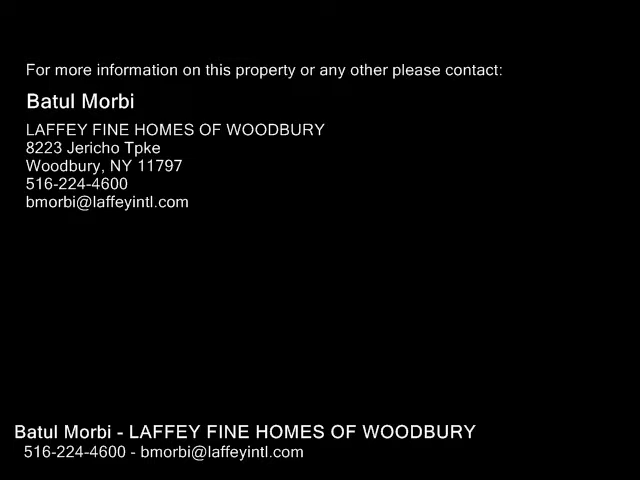 For more information on this property or any other please contact:
Batul Morbi
LAFFEY FINE HOMES OF WOODBURY
8223 Jericho Tpke
Woodbury, NY 11797
516-224-4600
bmorbi@laffeyintl.com
Batul Morbi - LAFFEY FINE HOMES OF WOODBURY
516-224-4600 - bmorbi@laffeyintl.com